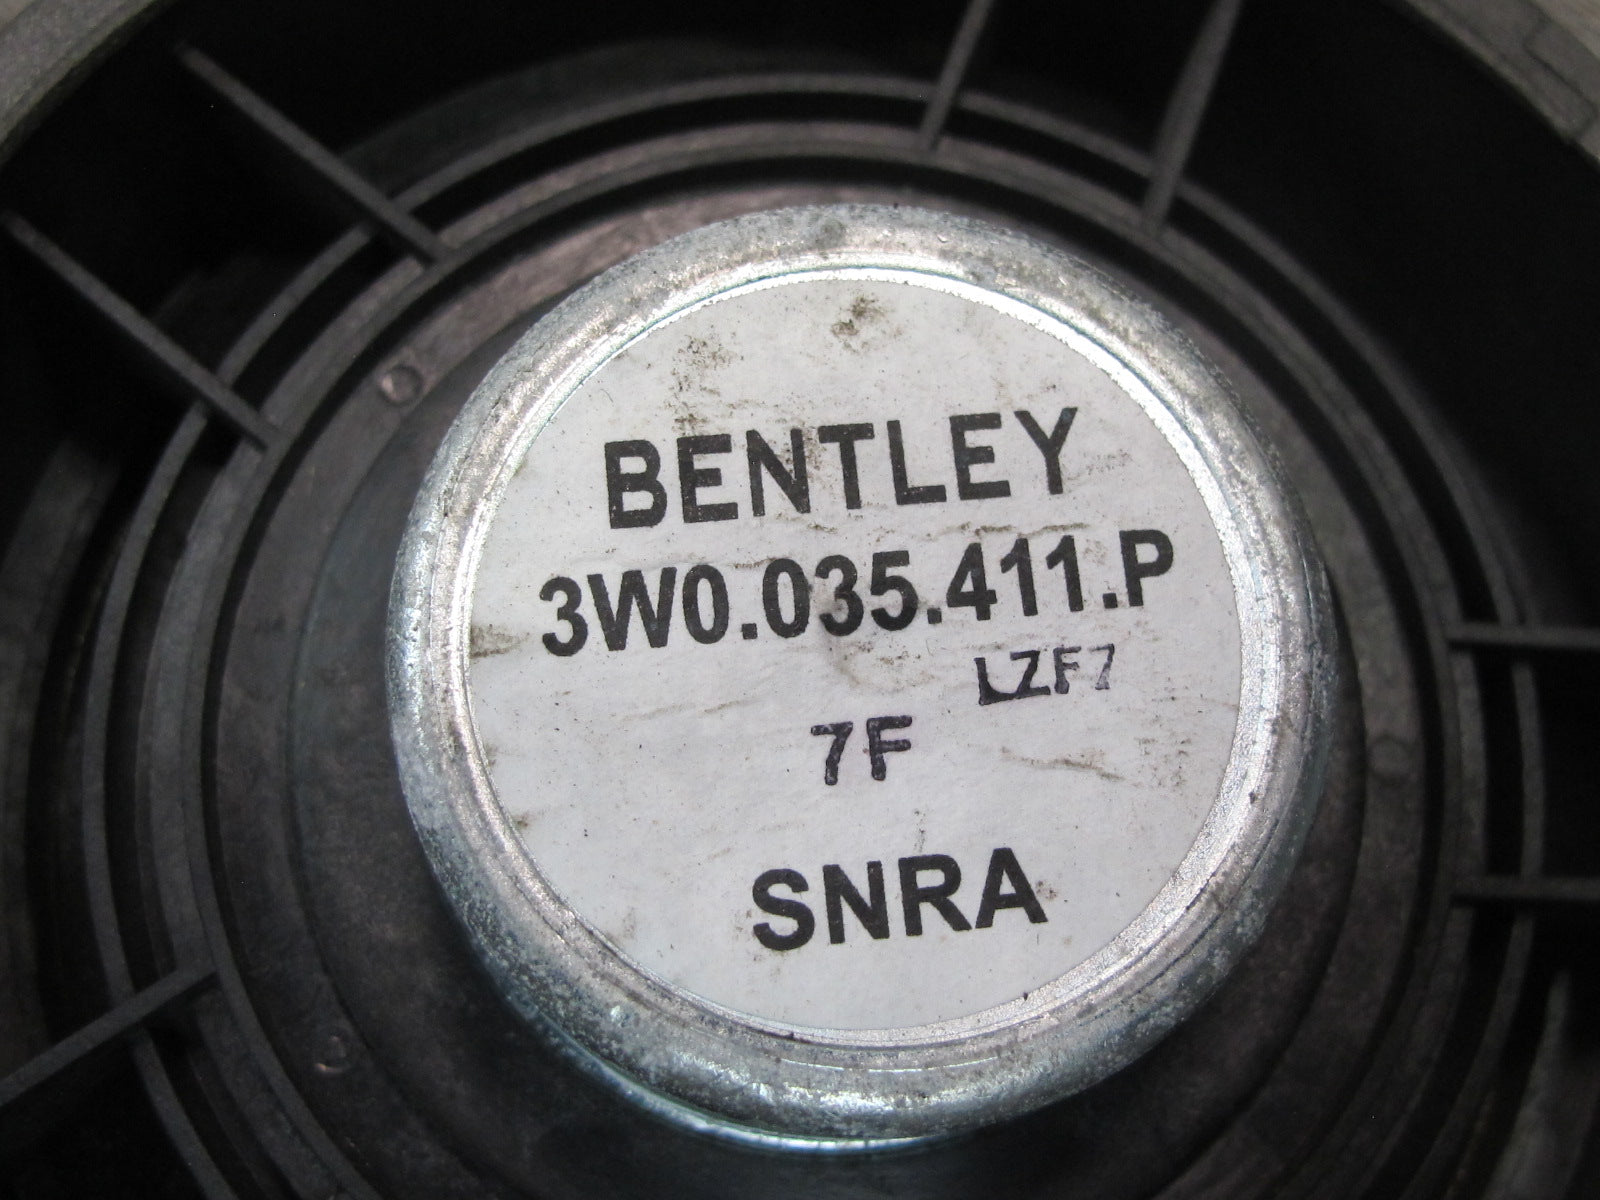 BENTLEY
3W0.035.411.P
LZF7
7F
SNRA